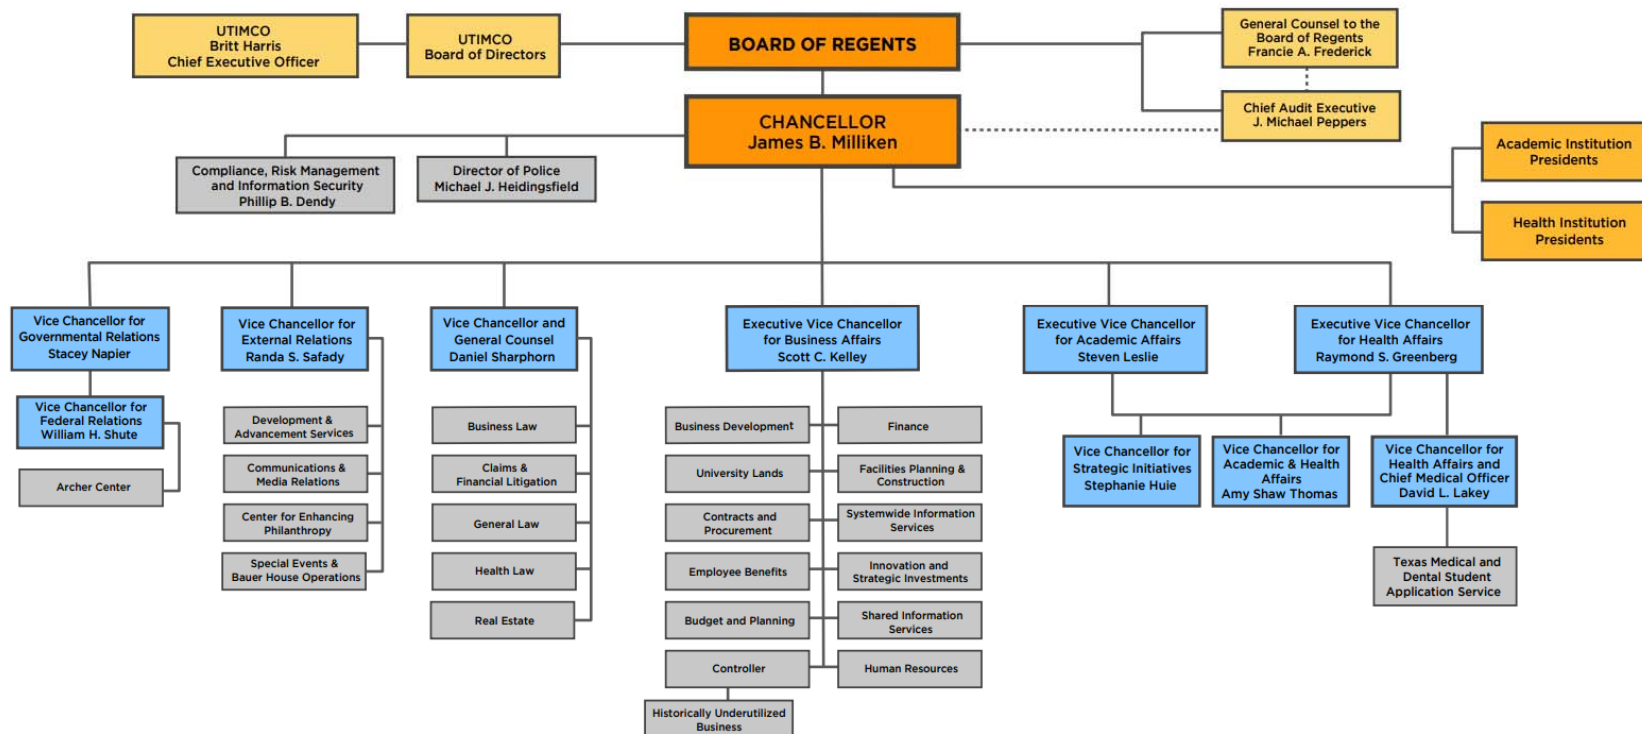 UTIMCO
Britt Harris
Chief Executive Officer
UTIMCO
Board of Directors
BOARD OF REGENTS
General Counsel to the
Board of Regents
Francie A. Frederick
Chief Audit Executive
J. Michael Peppers
CHANCELLOR
James B. Milliken
Academic Institution
Presidents
Health Institution
Presidents
Compliance, Risk Management
and Information Security
Phillip B. Dendy
Director of Police
Michael J. Heidingsfield
Vice Chancellor for
Governmental Relations
Stacey Napier
Vice Chancellor for
External Relations
Randa S. Safady
Vice Chancellor and
General Counsel
Daniel Sharphorn
Executive Vice Chancellor
for Business Affairs
Scott C. Kelley
Executive Vice Chancellor
for Academic Affairs
Steven Leslie
Executive Vice Chancellor
for Health Affairs
Raymond S. Greenberg
Vice Chancellor for
Federal Relations
William H. Shute
Archer Center
Development &
Advancement Services
Communications &
Media Relations
Center for Enhancing
Philanthropy
Special Events &
Bauer House Operations
Business Law
Claims &
Financial Litigation
General Law
Health Law
Real Estate
Business Development
University Lands
Contracts and
Procurement
Employee Benefits
Budget and Planning
Controller
Historically Underutilized
Business
Finance
Facilities Planning &
Construction
Systemwide Information
Services
Innovation and
Strategic Investments
Shared Information
Services
Human Resources
Vice Chancellor for
Strategic Initiatives
Stephanie Huie
Vice Chancellor for
Academic & Health
Affairs
Amy Shaw Thomas
Vice Chancellor for
Health Affairs and
Chief Medical Officer
David L. Lakey
Texas Medical and
Dental Student
Application Service